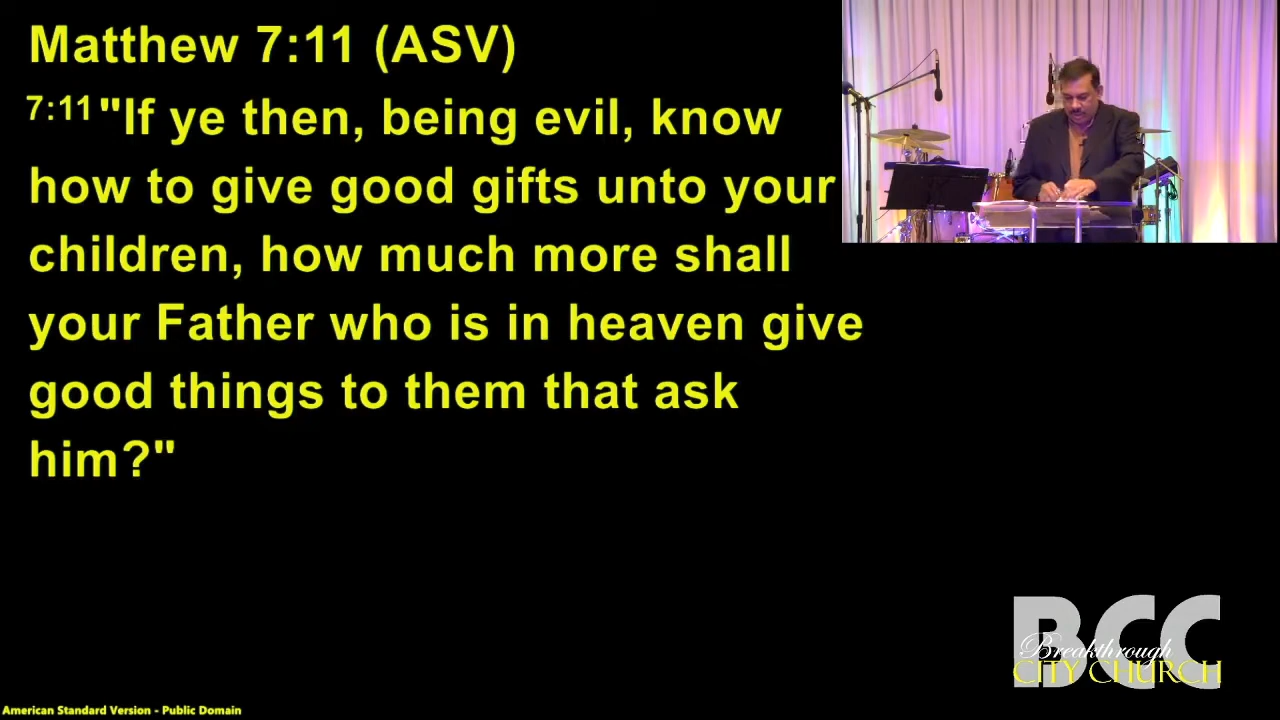 Matthew 7:11 (ASV)
7:11 "If ye then, being evil, know
how to give good gifts unto your
children, how much more shall
your Father who is in heaven give
good things to them that ask
him?"
BCC
Breakthrough
CITY CHURCH
American Standard Version - Public Domain